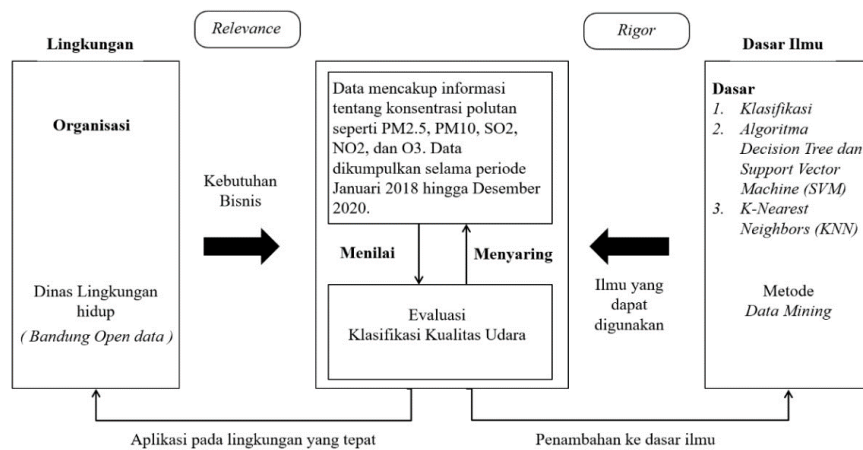 Relevance
Rigor
Lingkungan
Dasar Ilmu
Organisasi
Dinas Lingkungan
hidup
( Bandung Open data )
Kebutuhan
Bisnis
Data mencakup informasi
tentang konsentrasi polutan
seperti PM2.5, PM10, SO2,
NO2, dan O3. Data
dikumpulkan selama periode
Januari 2018 hingga Desember
2020.
Menilai
Menyaring
Evaluasi
Klasifikasi Kualitas Udara
Ilmu yang
dapat
digunakan
Dasar
1. Klasifikasi
2. Algoritma
Decision Tree dan
Support Vector
Machine (SVM)
3. K-Nearest
Neighbors (KNN)
Metode
Data Mining
Aplikasi pada lingkungan yang tepat
Penambahan ke dasar ilmu